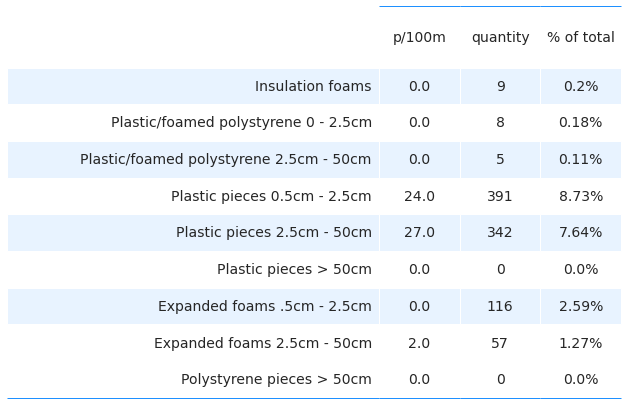 p/100m quantity % of total
Insulation foams 0.0 9 0.2%
Plastic/foamed polystyrene 0 - 2.5cm 0.0 8 0.18%
Plastic/foamed polystyrene 2.5cm - 50cm 0.0 5 0.11%
Plastic pieces 0.5cm - 2.5cm 24.0 391 8.73%
Plastic pieces 2.5cm - 50cm 27.0 342 7.64%
Plastic pieces > 50cm 0.0 0 0.0%
Expanded foams .5cm - 2.5cm 0.0 116 2.59%
Expanded foams 2.5cm - 50cm 2.0 57 1.27%
Polystyrene pieces > 50cm 0.0 0 0.0%